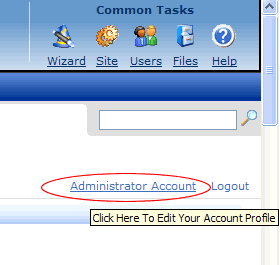 Common Tasks
Wizard Site Users Files Help
Administrator Account Logout
Click Here To Edit Your Account Profile